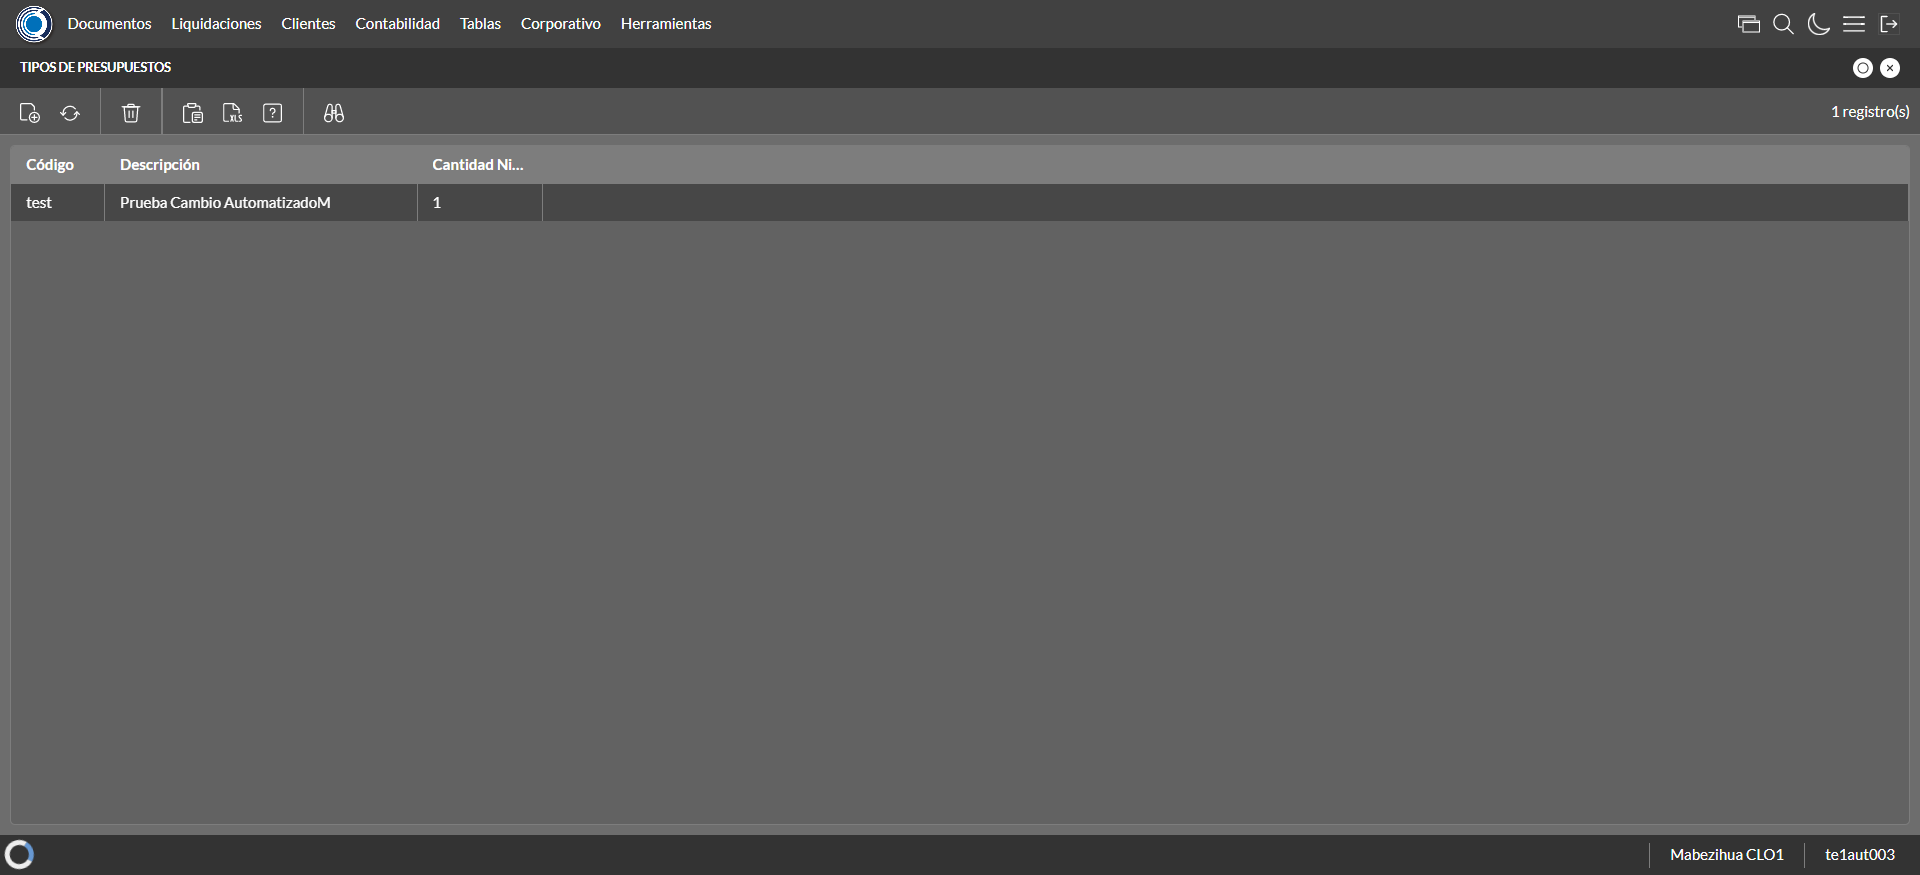 Documentos Liquidaciones Clientes Contabilidad Tablas Corporativo Herramientas
TIPOS DE PRESUPUESTOS
XLS ? 1 registro(s)
Código Descripción Cantidad Ni...
test Prueba Cambio AutomatizadoM 1
Mabezihua CLO1 te1aut003